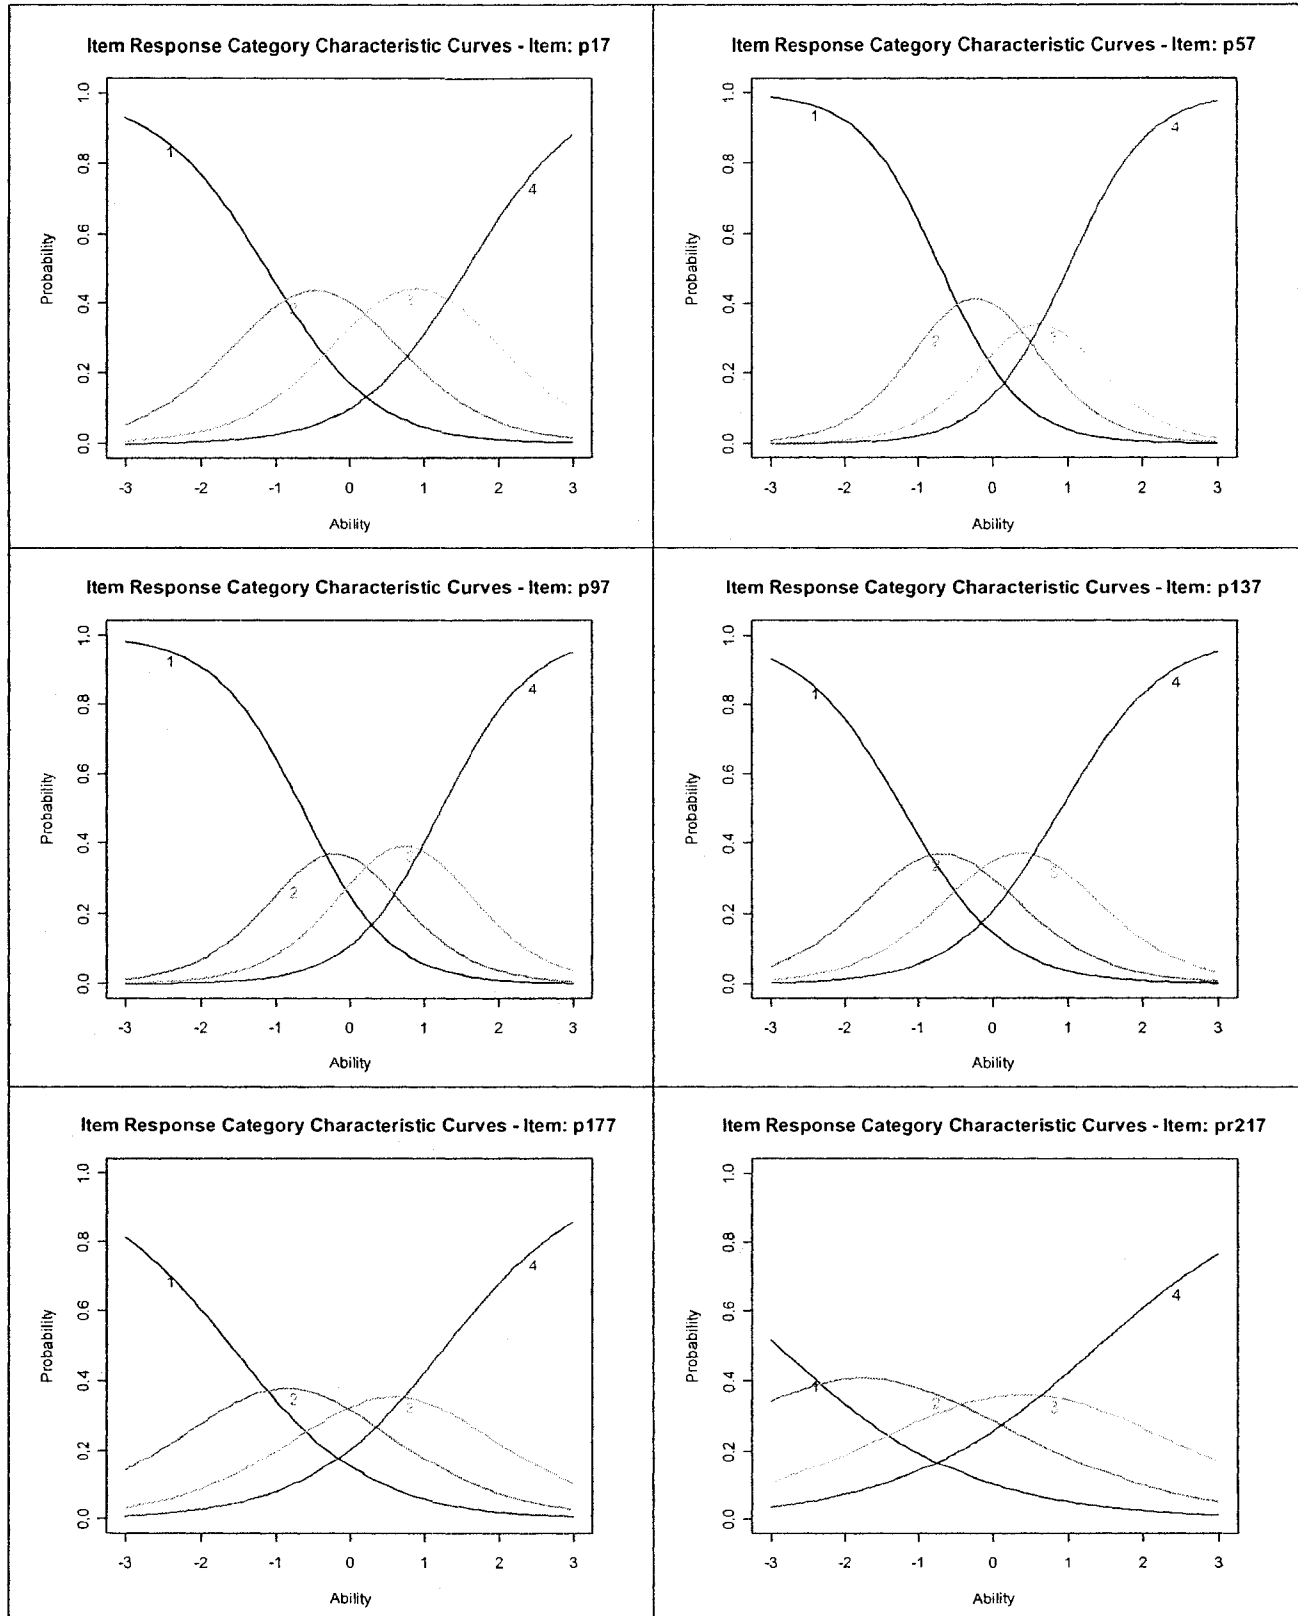 Item Response Category Characteristic Curves - Item: p17
Probability
1.0
0.8
0.6
0.4
0.2
0.0
1
2
3
4
-3 -2 -1 0 1 2 3
Ability
Item Response Category Characteristic Curves - Item: p57
Probability
1.0
0.8
0.6
0.4
0.2
0.0
1
2
3
4
-3 -2 -1 0 1 2 3
Ability
Item Response Category Characteristic Curves - Item: p97
Probability
1.0
0.8
0.6
0.4
0.2
0.0
1
2
3
4
-3 -2 -1 0 1 2 3
Ability
Item Response Category Characteristic Curves - Item: p137
Probability
1.0
0.8
0.6
0.4
0.2
0.0
1
2
3
4
-3 -2 -1 0 1 2 3
Ability
Item Response Category Characteristic Curves - Item: p177
Probability
1.0
0.8
0.6
0.4
0.2
0.0
1
2
3
4
-3 -2 -1 0 1 2 3
Ability
Item Response Category Characteristic Curves - Item: pr217
Probability
1.0
0.8
0.6
0.4
0.2
0.0
1
2
3
4
-3 -2 -1 0 1 2 3
Ability